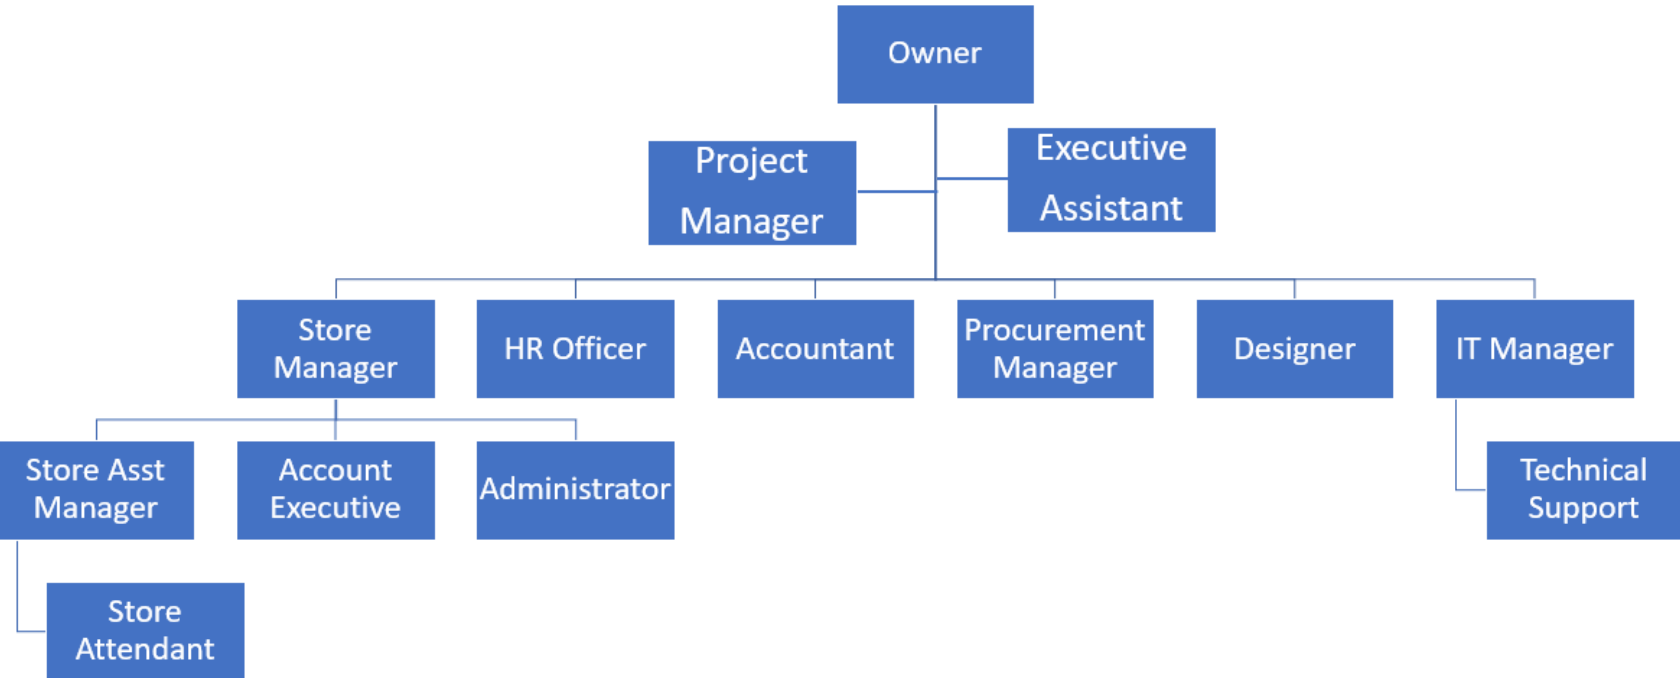 Owner
Project
Manager
Executive
Assistant
Store
Manager
HR Officer
Accountant
Procurement
Manager
Designer
IT Manager
Store Asst
Manager
Account
Executive
Administrator
Technical
Support
Store
Attendant